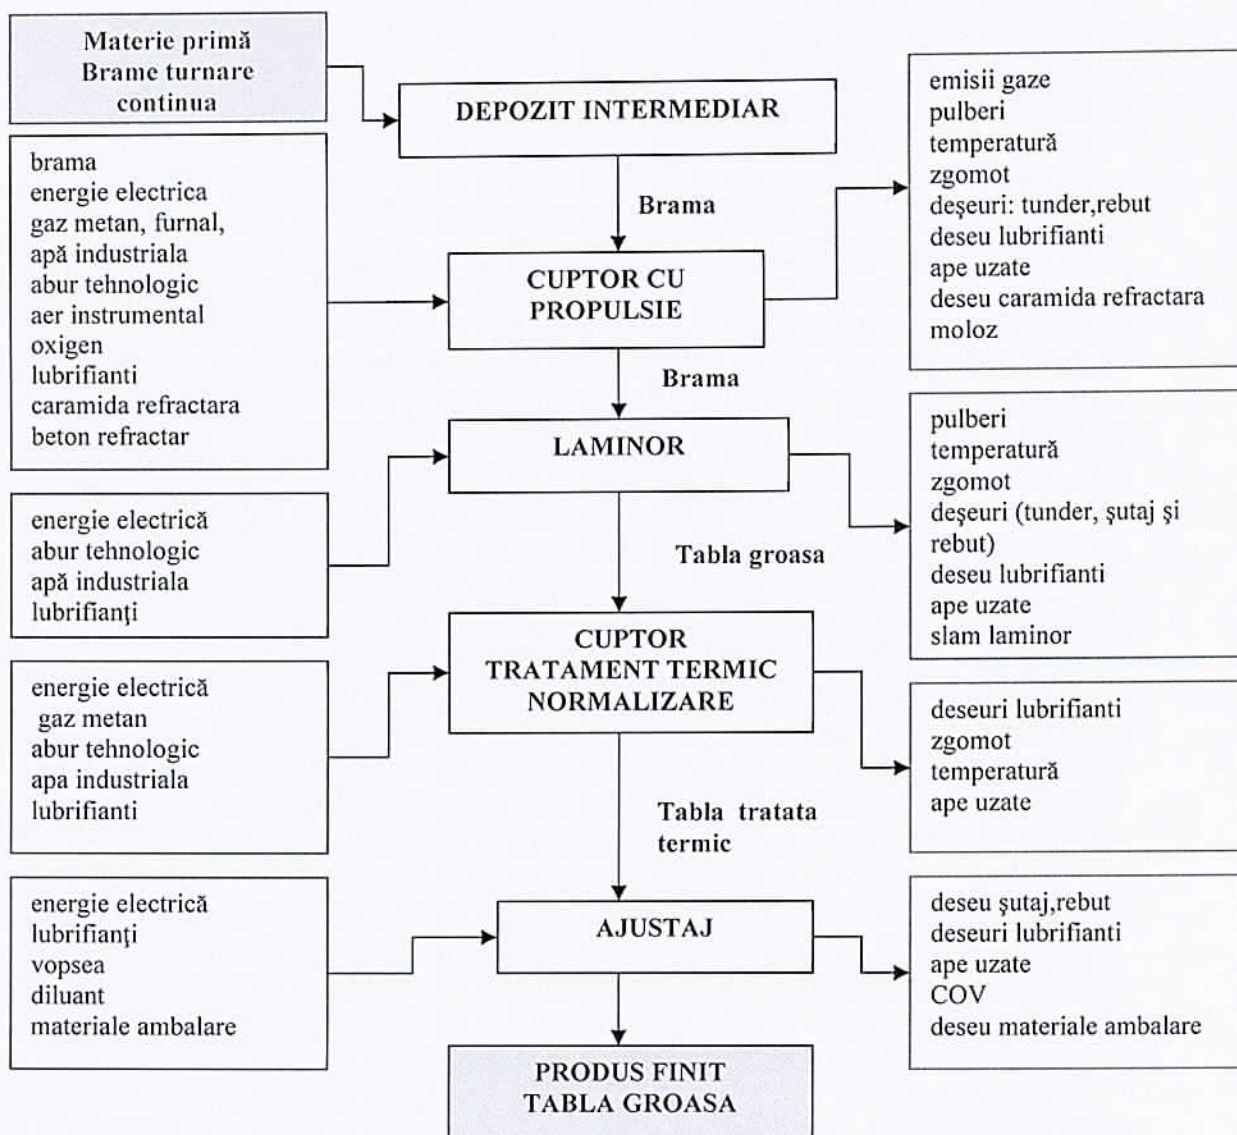 Materie primă
Brame turnare
continua
DEPOZIT INTERMEDIAR
brama
energie electrica
gaz metan, furnal,
apă industriala
abur tehnologic
aer instrumental
oxigen
lubrifianti
caramida refractara
beton refractar
Brama
CUPTOR CU
PROPULSIE
emisii gaze
pulberi
temperatură
zgomot
deşeuri: tunder,rebut
deseu lubrifianti
ape uzate
deseu caramida refractara
moloz
Brama
energie electrică
abur tehnologic
apă industriala
lubrifianţi
LAMINOR
pulberi
temperatură
zgomot
deşeuri (tunder, şutaj şi
rebut)
deseu lubrifianti
ape uzate
slam laminor
Tabla groasa
energie electrică
gaz metan
abur tehnologic
apa industriala
lubrifianti
CUPTOR
TRATAMENT TERMIC
NORMALIZARE
deseuri lubrifianti
zgomot
temperatură
ape uzate
Tabla tratata
termic
energie electrică
lubrifianţi
vopsea
diluant
materiale ambalare
AJUSTAJ
deseu şutaj,rebut
deseuri lubrifianti
ape uzate
COV
deseu materiale ambalare
PRODUS FINIT
TABLA GROASA